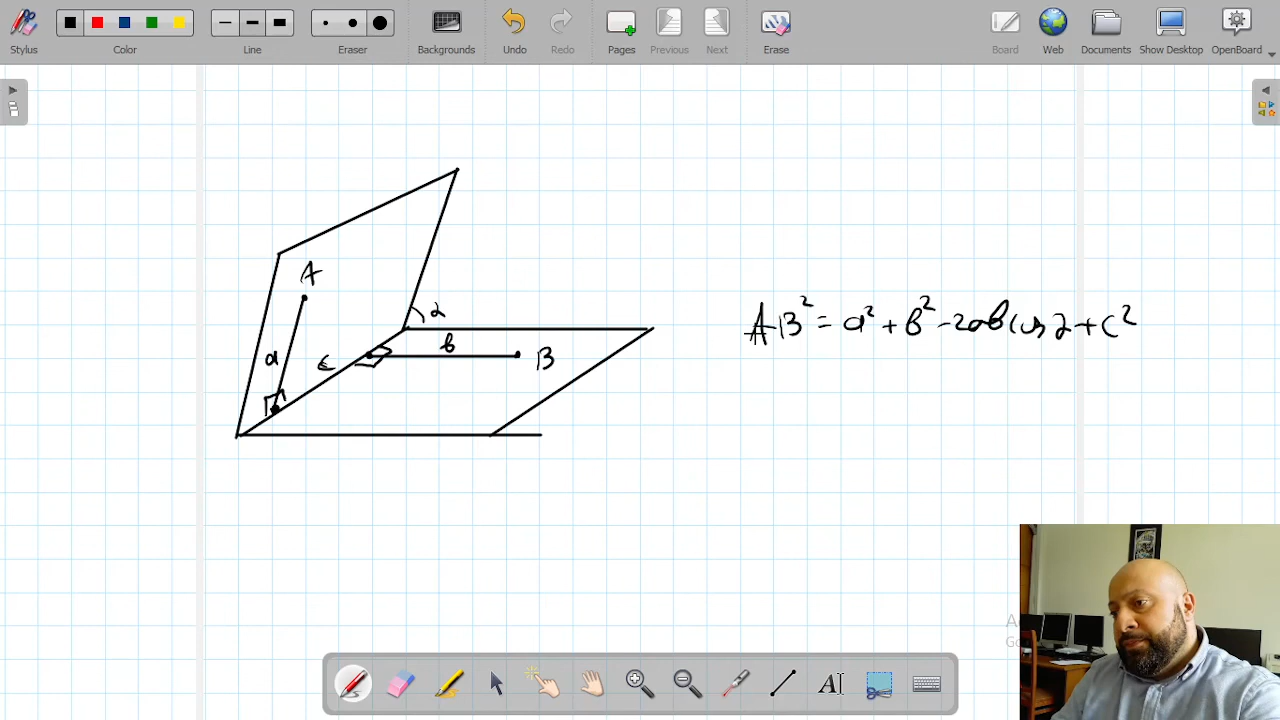 Stylus
Color
Line
Eraser
Backgrounds
Undo
Redo
Pages
Previous
Next
Erase
Board
Web
Documents
Show Desktop
OpenBoard
A
α
a
c
b
B
AB² = a² + b² - 2ab cos α + c²